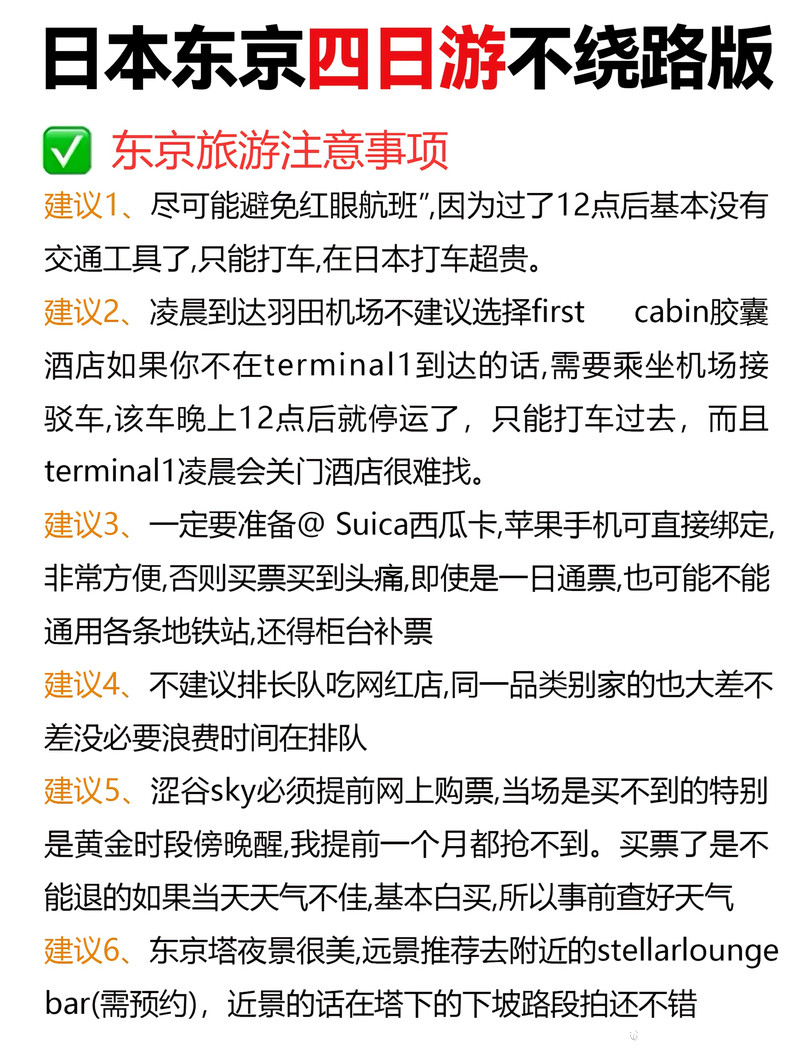 日本东京四日游不绕路版
✅ 东京旅游注意事项
建议1、尽可能避免红眼航班”,因为过了12点后基本没有
交通工具了,只能打车,在日本打车超贵。
建议2、凌晨到达羽田机场不建议选择first cabin胶囊
酒店如果你不在terminal1到达的话,需要乘坐机场接
驳车,该车晚上12点后就停运了，只能打车过去，而且
terminal1凌晨会关门酒店很难找。
建议3、一定要准备@ Suica西瓜卡,苹果手机可直接绑定,
非常方便,否则买票买到头痛,即使是一日通票,也可能不能
通用各条地铁站,还得柜台补票
建议4、不建议排长队吃网红店,同一品类别家的也大差不
差没必要浪费时间在排队
建议5、涩谷sky必须提前网上购票,当场是买不到的特别
是黄金时段傍晚醒,我提前一个月都抢不到。买票了是不
能退的如果当天天气不佳,基本白买,所以事前查好天气
建议6、东京塔夜景很美,远景推荐去附近的stellarlounge
bar(需预约)，近景的话在塔下的下坡路段拍还不错